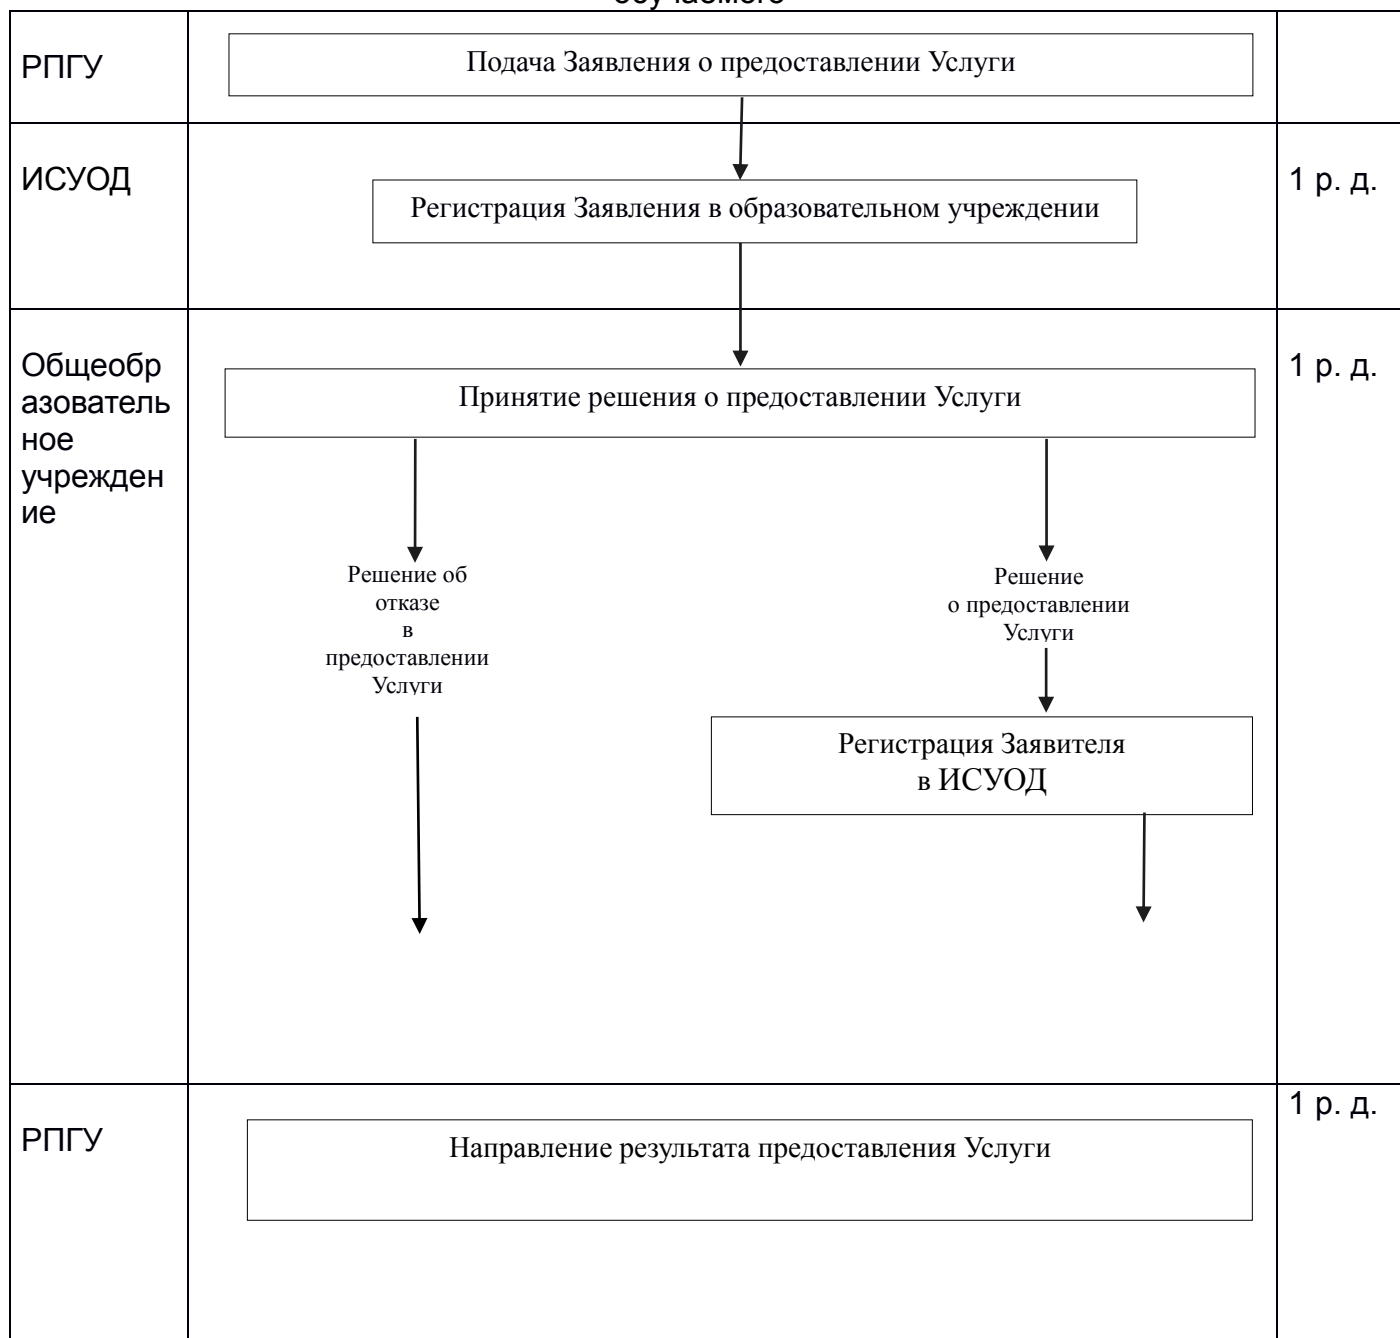 обучаемого
РПГУ
Подача Заявления о предоставлении Услуги
ИСУОД
Регистрация Заявления в образовательном учреждении
1 р. д.
Общеобр
азователь
ное
учрежден
ие
Принятие решения о предоставлении Услуги
1 р. д.
Решение об
отказе
в
предоставлении
Услуги
Решение
о предоставлении
Услуги
Регистрация Заявителя
в ИСУОД
РПГУ
Направление результата предоставления Услуги
1 р. д.